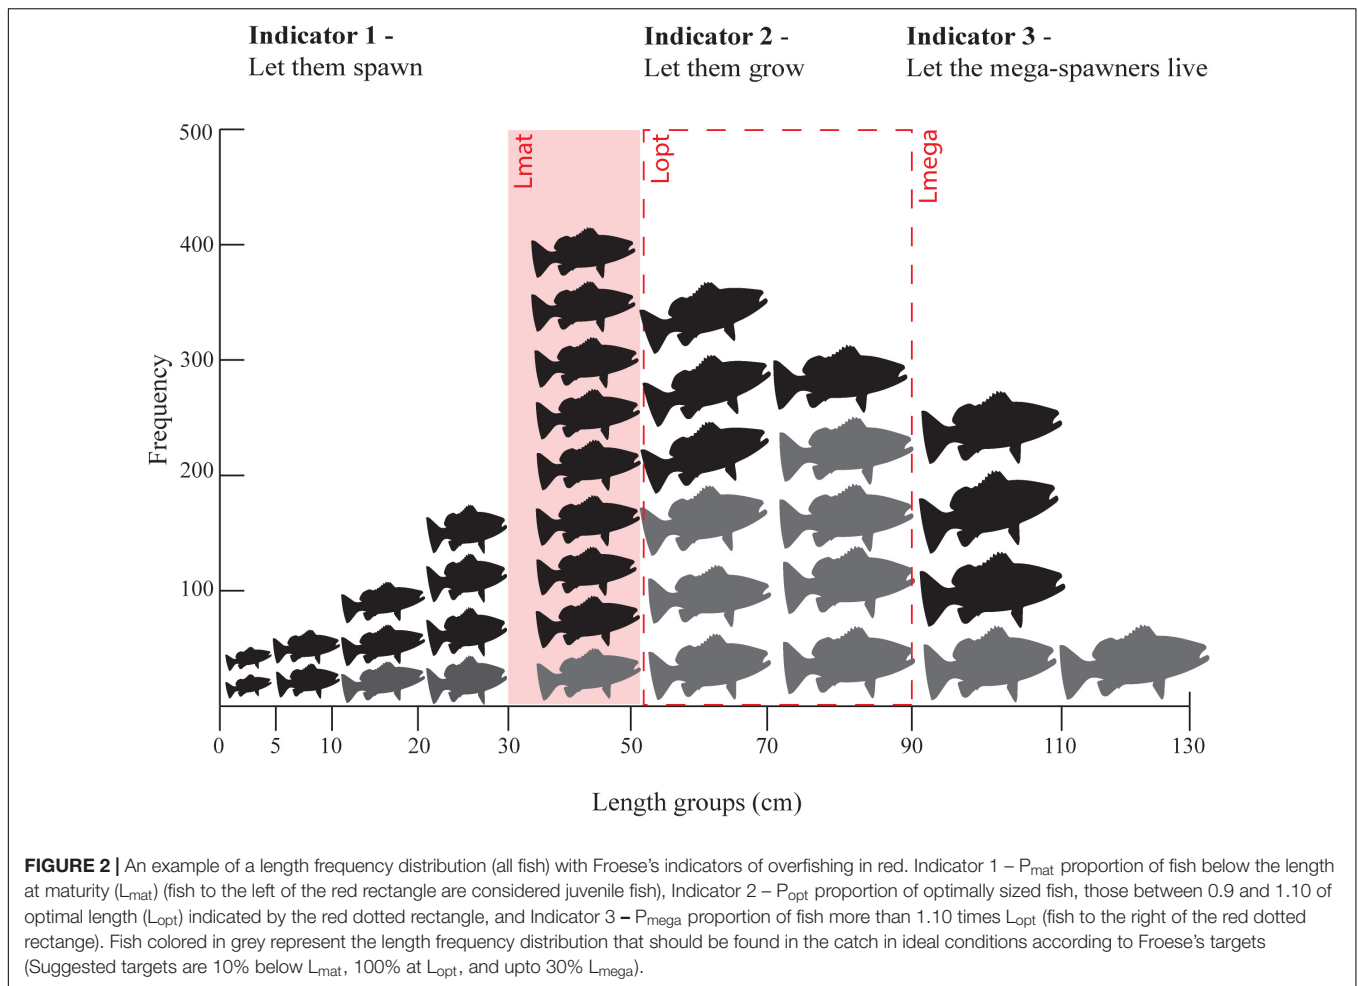 Indicator 1 -
Let them spawn
Indicator 2 -
Let them grow
Indicator 3 -
Let the mega-spawners live
500
400
300
200
100
Frequency
Lmat
Lopt
Lmega
0 5 10 20 30 50 70 90 110 130
Length groups (cm)
FIGURE 2 | An example of a length frequency distribution (all fish) with Froese's indicators of overfishing in red. Indicator 1 – Pmat proportion of fish below the length
at maturity (Lmat) (fish to the left of the red rectangle are considered juvenile fish), Indicator 2 – Popt proportion of optimally sized fish, those between 0.9 and 1.10 of
optimal length (Lopt) indicated by the red dotted rectangle, and Indicator 3 – Pmega proportion of fish more than 1.10 times Lopt (fish to the right of the red dotted
rectange). Fish colored in grey represent the length frequency distribution that should be found in the catch in ideal conditions according to Froese's targets
(Suggested targets are 10% below Lmat, 100% at Lopt, and upto 30% Lmega).